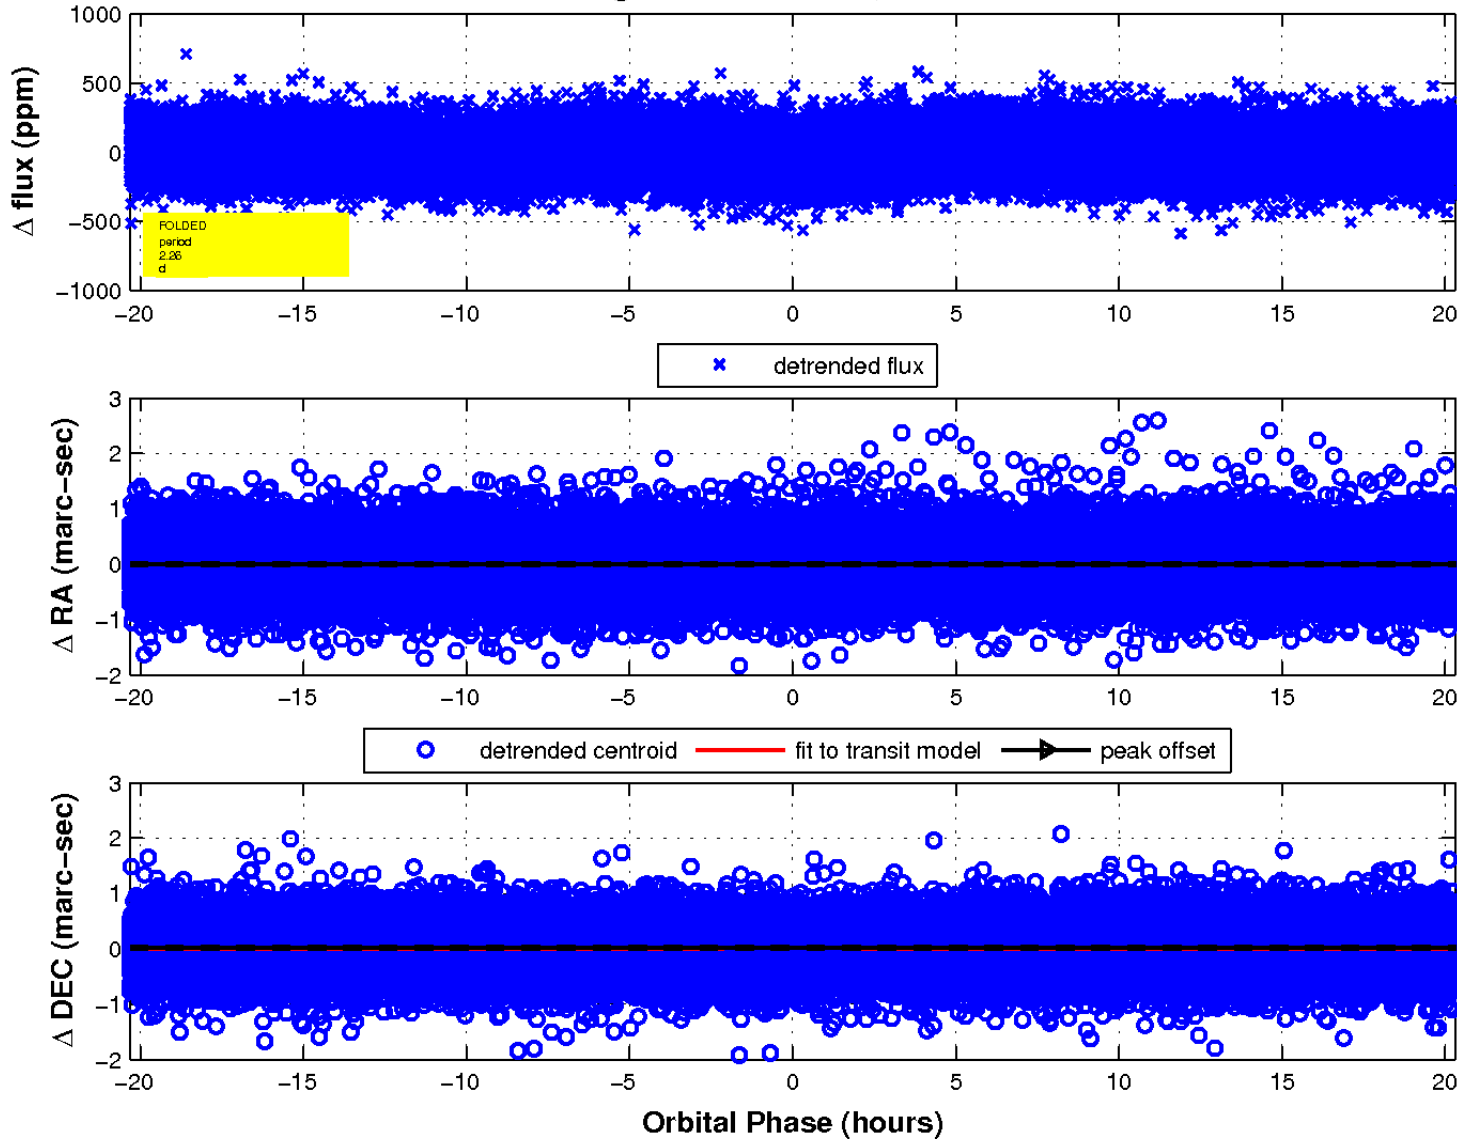 1000
500
0
−500
−1000
Δ flux (ppm)
FOLDED
period
2.26
d
−20 −15 −10 −5 0 5 10 15 20
detrended flux
3
2
1
0
−1
−2
Δ RA (marc−sec)
−20 −15 −10 −5 0 5 10 15 20
detrended centroid fit to transit model peak offset
3
2
1
0
−1
−2
Δ DEC (marc−sec)
−20 −15 −10 −5 0 5 10 15 20
Orbital Phase (hours)